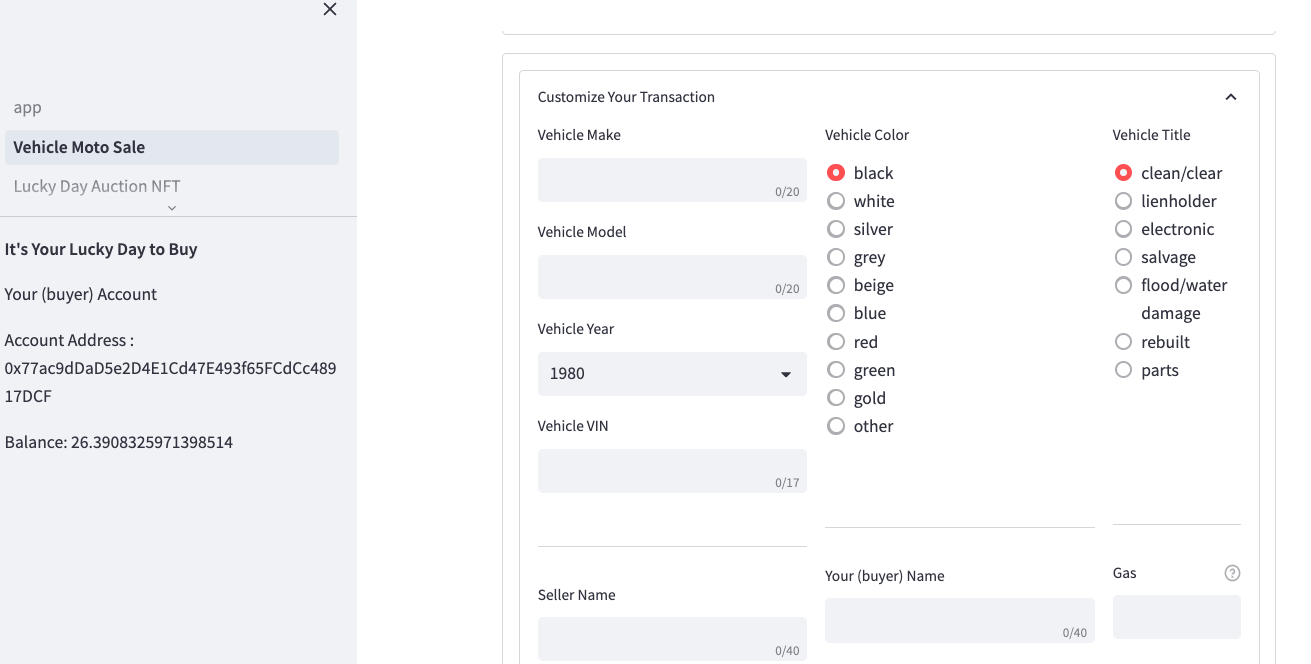 app
Vehicle Moto Sale
Lucky Day Auction NFT
It's Your Lucky Day to Buy
Your (buyer) Account
Account Address :
0x77ac9dDaD5e2D4E1Cd47E493f65FCdCc489
17DCF
Balance: 26.3908325971398514
Customize Your Transaction
Vehicle Make
0/20
Vehicle Model
0/20
Vehicle Year
1980
Vehicle VIN
0/17
Vehicle Color
black
white
silver
grey
beige
blue
red
green
gold
other
Vehicle Title
clean/clear
lienholder
electronic
salvage
flood/water
damage
rebuilt
parts
Seller Name
0/40
Your (buyer) Name
0/40
Gas
?